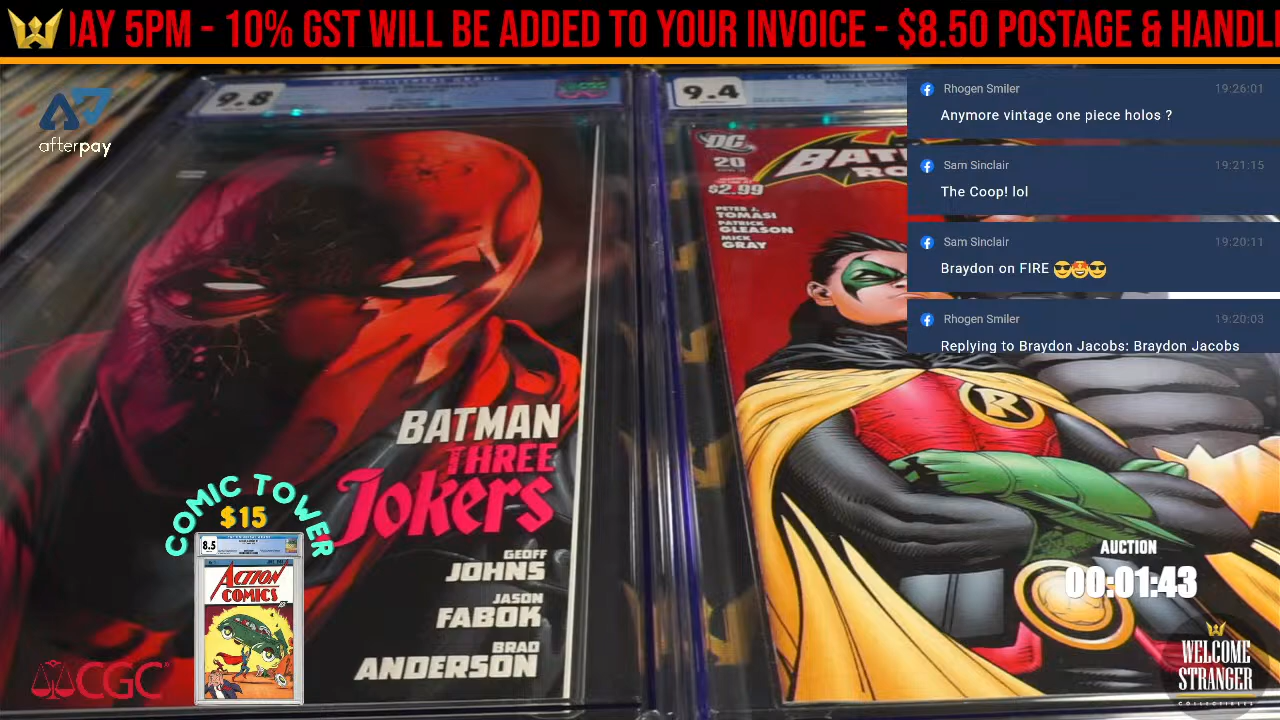 AY 5PM - 10% GST WILL BE ADDED TO YOUR INVOICE - $8.50 POSTAGE & HANDL
afterpay
9.8
9.4
DC
20
$2.99
PETER J.
TOMASI
PATRICK
GLEASON
MICK
GRAY
R
BATMAN
THREE
Jokers
GEOFF
JOHNS
JASON
FABOK
BRAD
ANDERSON
COMIC TOWER
$15
8.5
ACTION
COMICS
CGC
Rhogen Smiler 19:26:01
Anymore vintage one piece holos ?
Sam Sinclair 19:21:15
The Coop! lol
Sam Sinclair 19:20:11
Braydon on FIRE 😎🤩😎
Rhogen Smiler 19:20:03
Replying to Braydon Jacobs: Braydon Jacobs
AUCTION
00:01:43
WELCOME
STRANGER
COLLECTIBLES